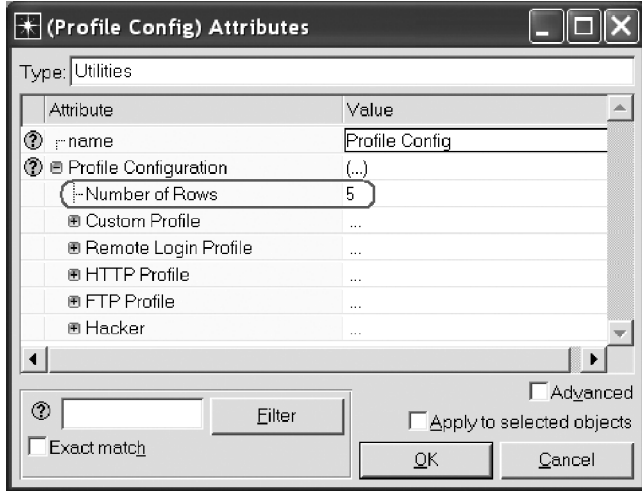 (Profile Config) Attributes
Type: Utilities
Attribute Value
name Profile Config
Profile Configuration (...)
Number of Rows 5
Custom Profile ...
Remote Login Profile ...
HTTP Profile ...
FTP Profile ...
Hacker ...
Advanced
Filter
Apply to selected objects
Exact match
OK Cancel